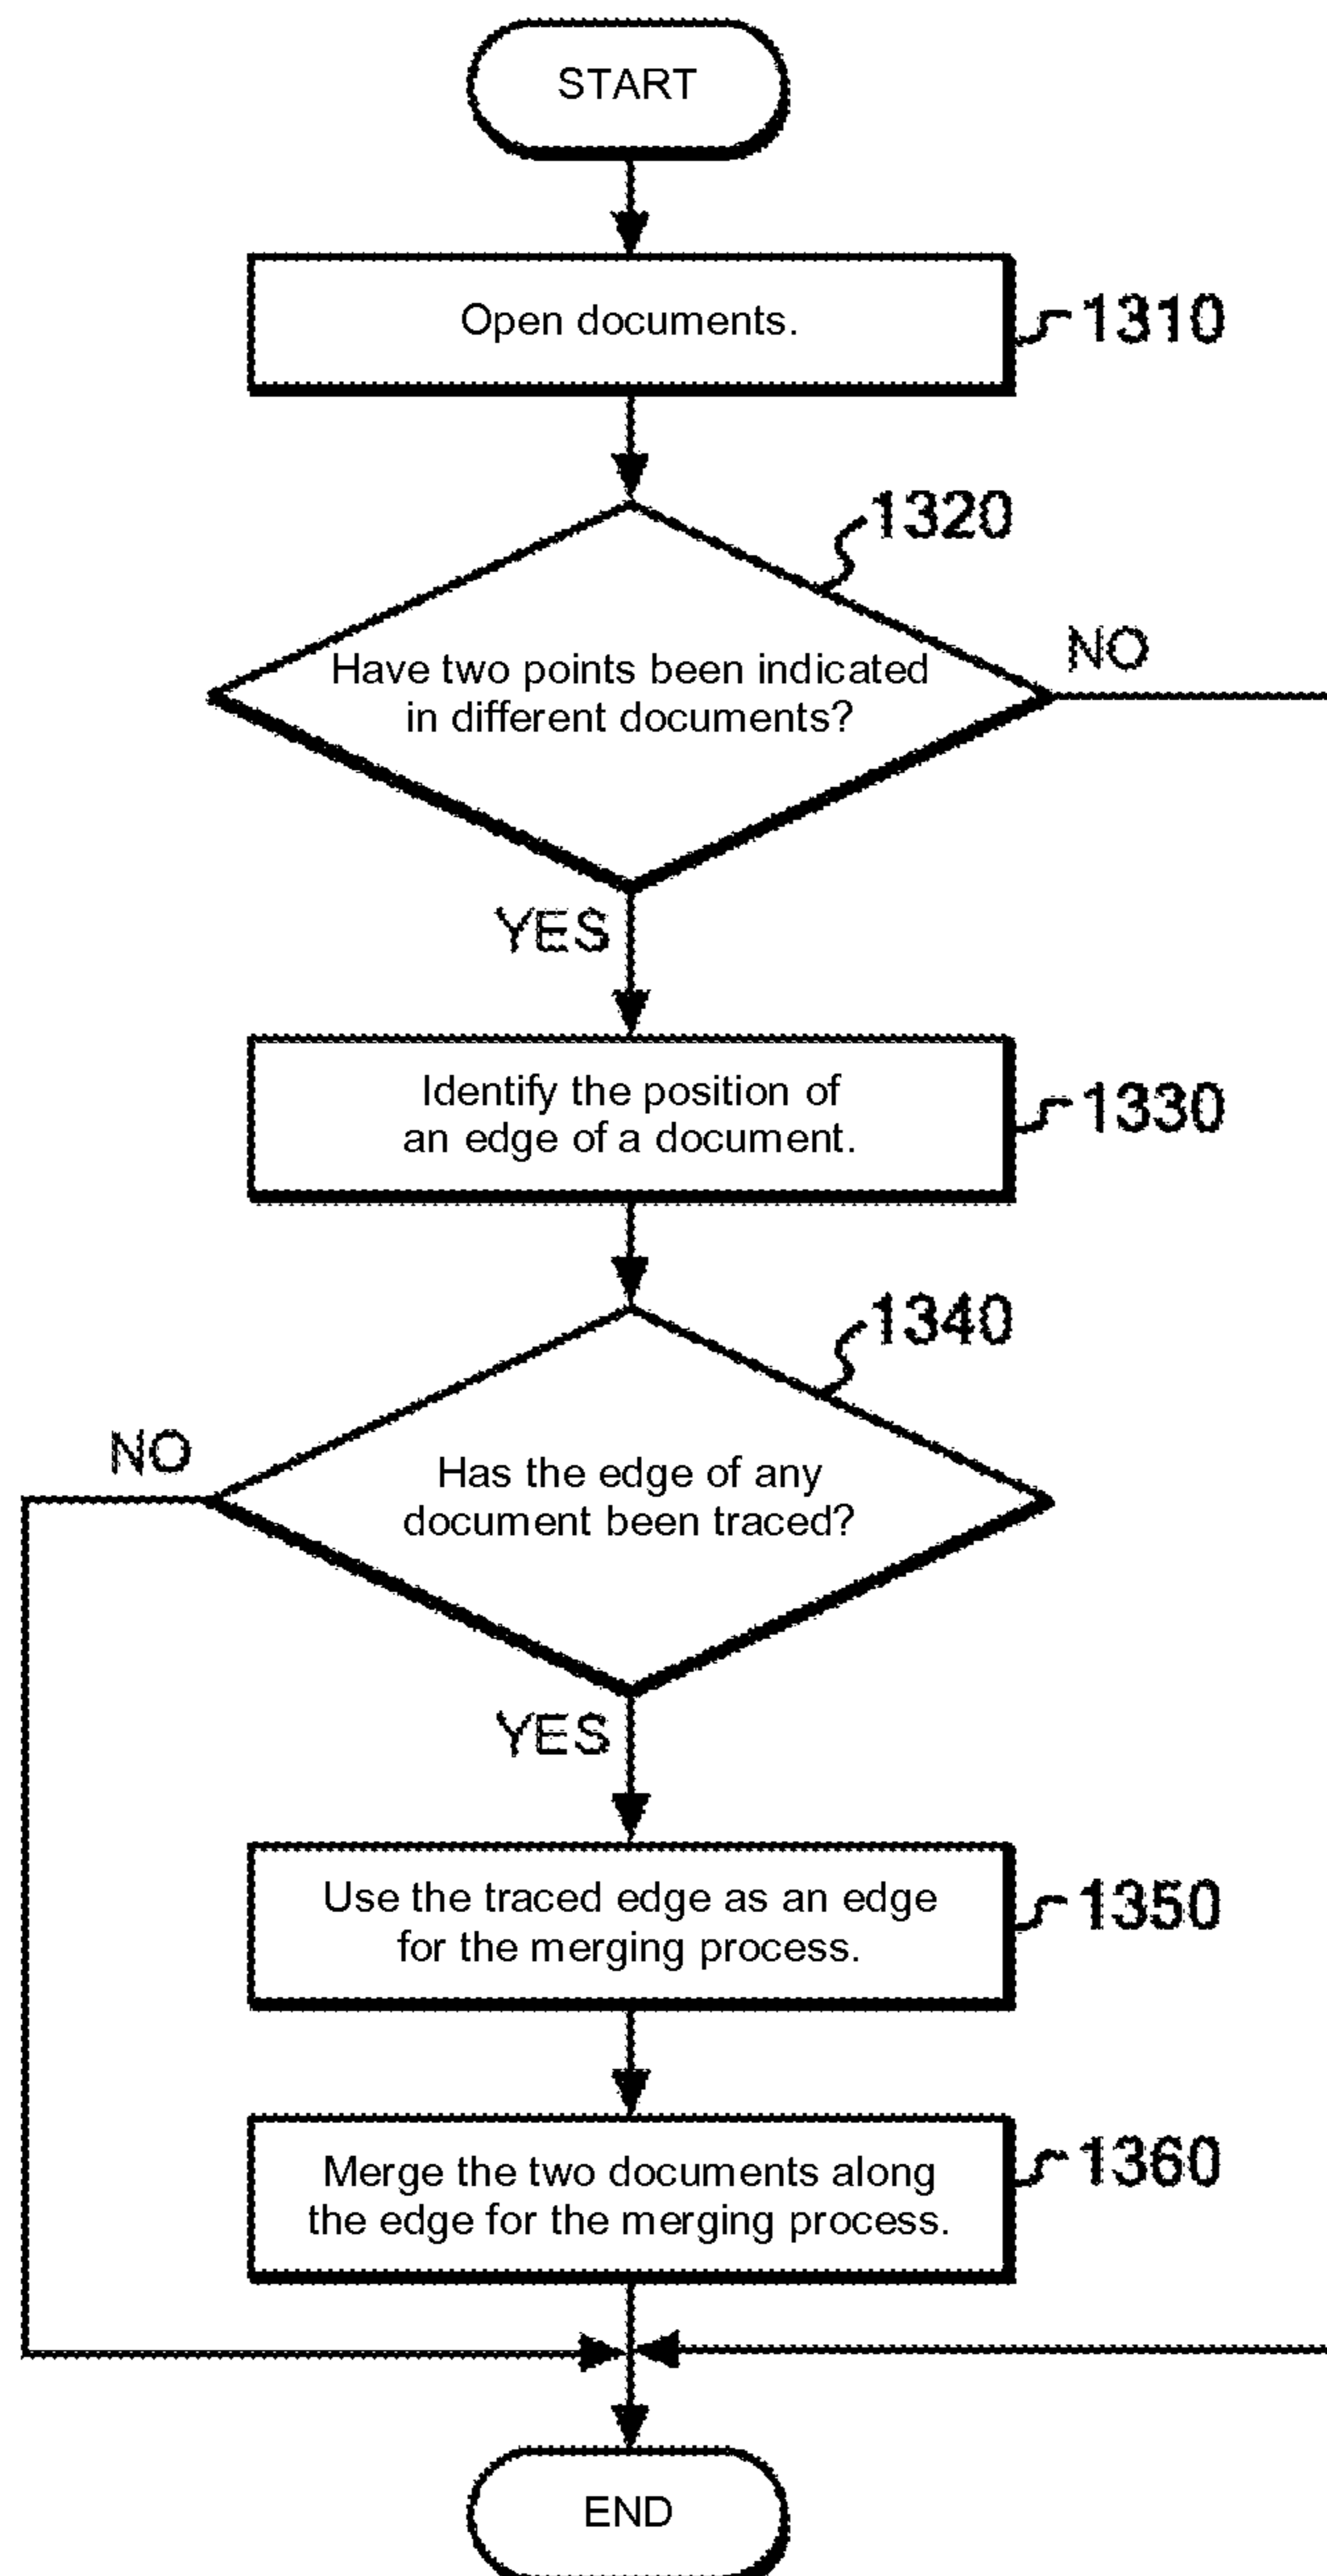 START
Open documents.
1310
1320
Have two points been indicated
in different documents?
NO
YES
Identify the position of
an edge of a document.
1330
1340
NO
Has the edge of any
document been traced?
YES
Use the traced edge as an edge
for the merging process.
1350
Merge the two documents along
the edge for the merging process.
1360
END